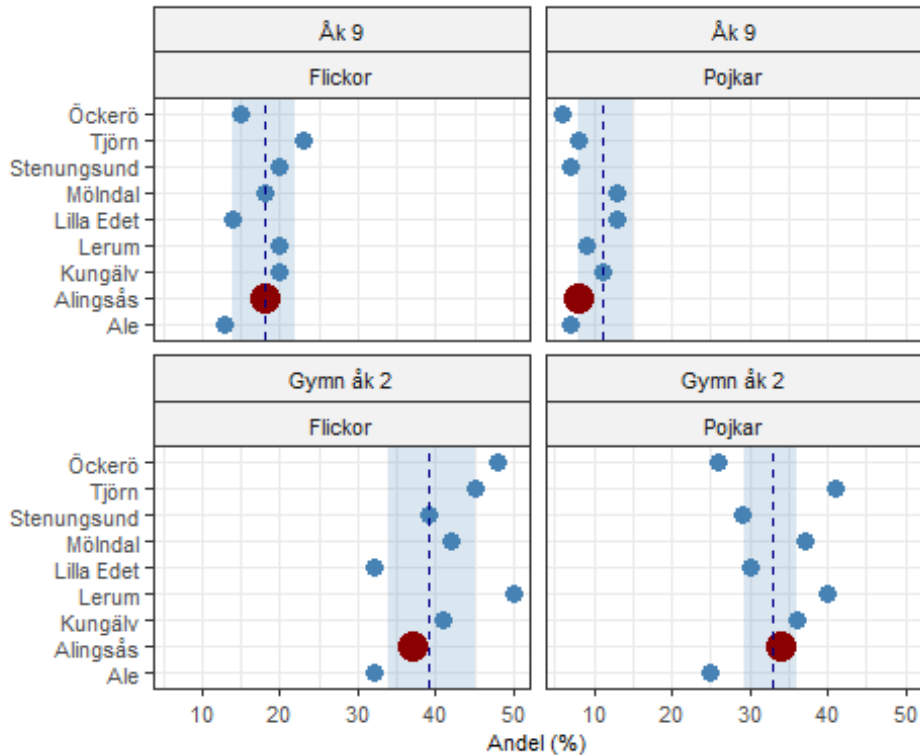 Åk 9
Åk 9
Flickor
Pojkar
Öckerö
Tjörn
Stenungsund
Mölndal
Lilla Edet
Lerum
Kungälv
Alingsås
Ale
Gymn åk 2
Gymn åk 2
Flickor
Pojkar
Öckerö
Tjörn
Stenungsund
Mölndal
Lilla Edet
Lerum
Kungälv
Alingsås
Ale
10 20 30 40 50 10 20 30 40 50
Andel (%)